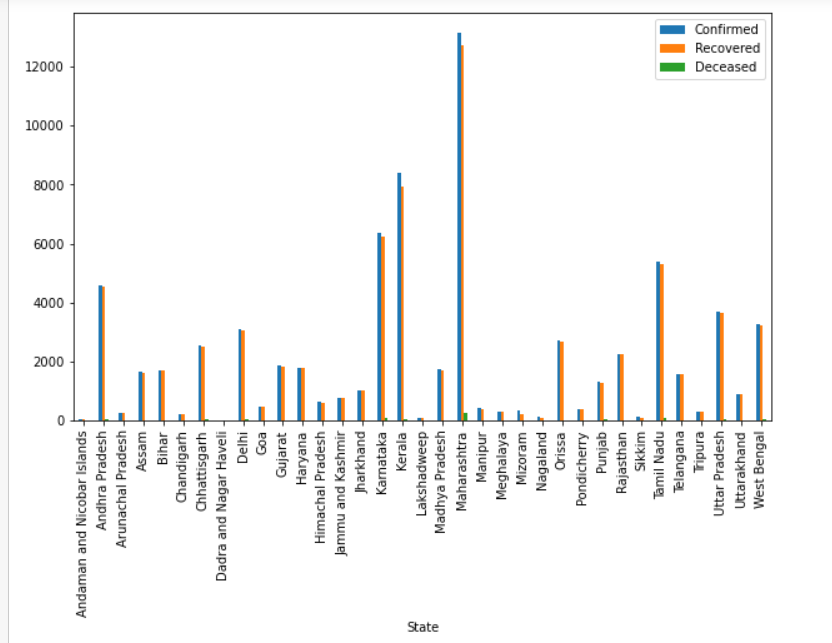 Confirmed
Recovered
Deceased
12000
10000
8000
6000
4000
2000
0
Andaman and Nicobar Islands
Andhra Pradesh
Arunachal Pradesh
Assam
Bihar
Chandigarh
Chhattisgarh
Dadra and Nagar Haveli
Delhi
Goa
Gujarat
Haryana
Himachal Pradesh
Jammu and Kashmir
Jharkhand
Karnataka
Kerala
Lakshadweep
Madhya Pradesh
Maharashtra
Manipur
Meghalaya
Mizoram
Nagaland
Orissa
Pondicherry
Punjab
Rajasthan
Sikkim
Tamil Nadu
Telangana
Tripura
Uttar Pradesh
Uttarakhand
West Bengal
State